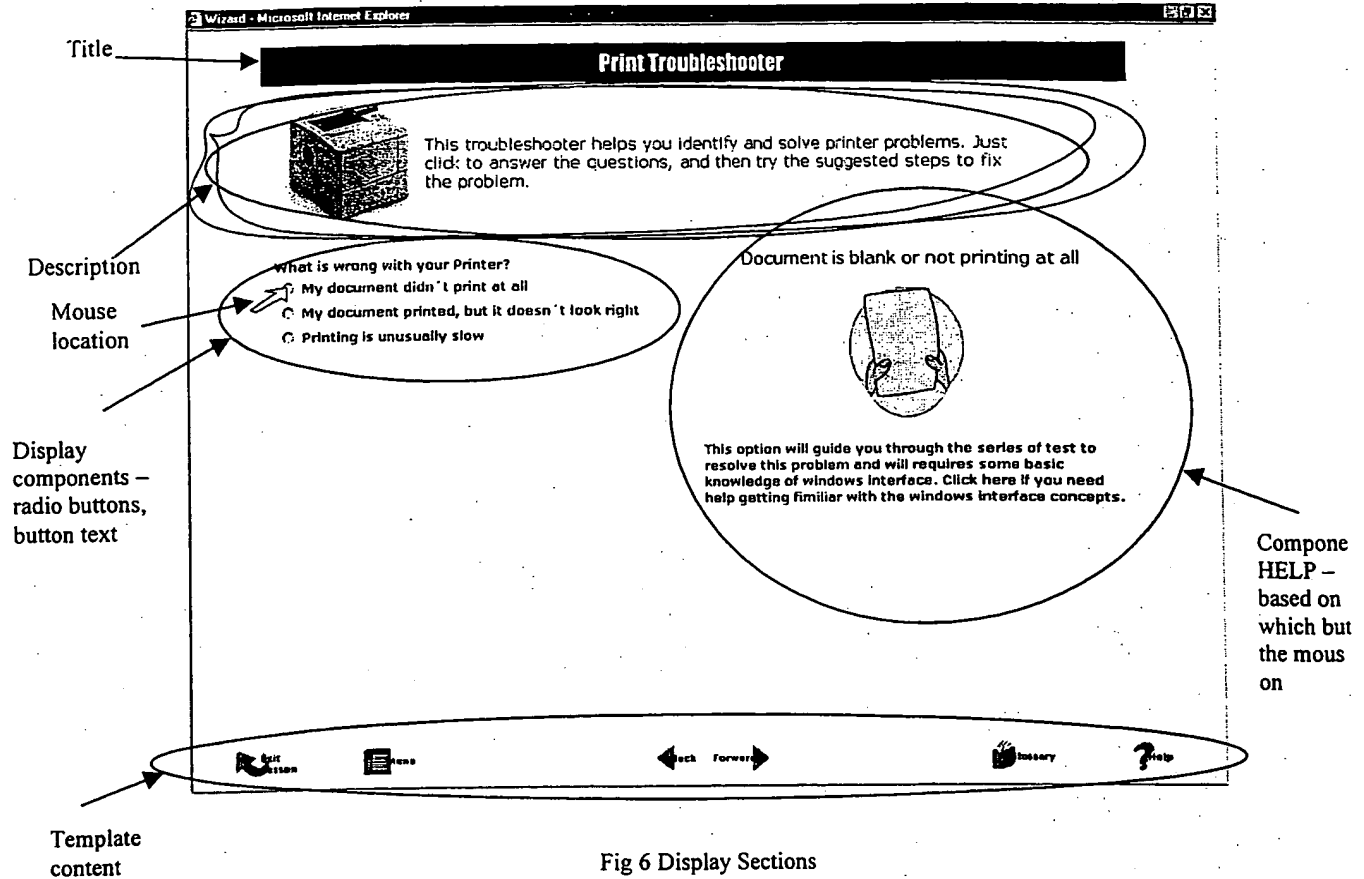 Wizard - Microsoft Internet Explorer
Title
Print Troubleshooter
This troubleshooter helps you identify and solve printer problems. Just
click to answer the questions, and then try the suggested steps to fix
the problem.
Description
What is wrong with your Printer?
My document didn't print at all
My document printed, but it doesn't look right
Printing is unusually slow
Mouse
location
Document is blank or not printing at all
This option will guide you through the series of test to
resolve this problem and will requires some basic
knowledge of windows interface. Click here if you need
help getting fimiliar with the windows interface concepts.
Display
components –
radio buttons,
button text
Compone
HELP –
based on
which but
the mous
on
Exit
Lesson
Menu
Back Forward
Glossary
Help
Template
content
Fig 6 Display Sections